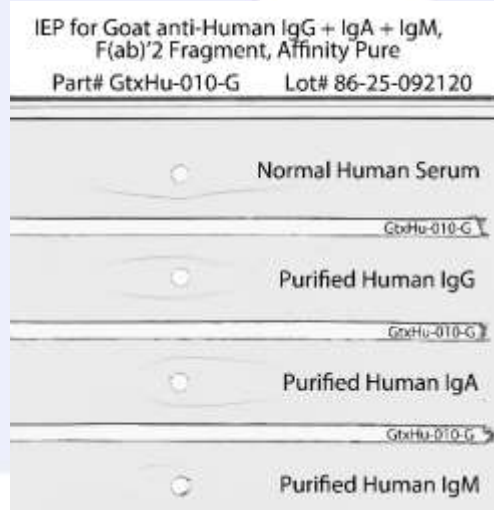 IEP for Goat anti-Human IgG + IgA + IgM,
F(ab)'2 Fragment, Affinity Pure
Part# GtxHu-010-G Lot# 86-25-092120
Normal Human Serum
GtxHu-010-G
Purified Human IgG
GtxHu-010-G
Purified Human IgA
GtxHu-010-G
Purified Human IgM